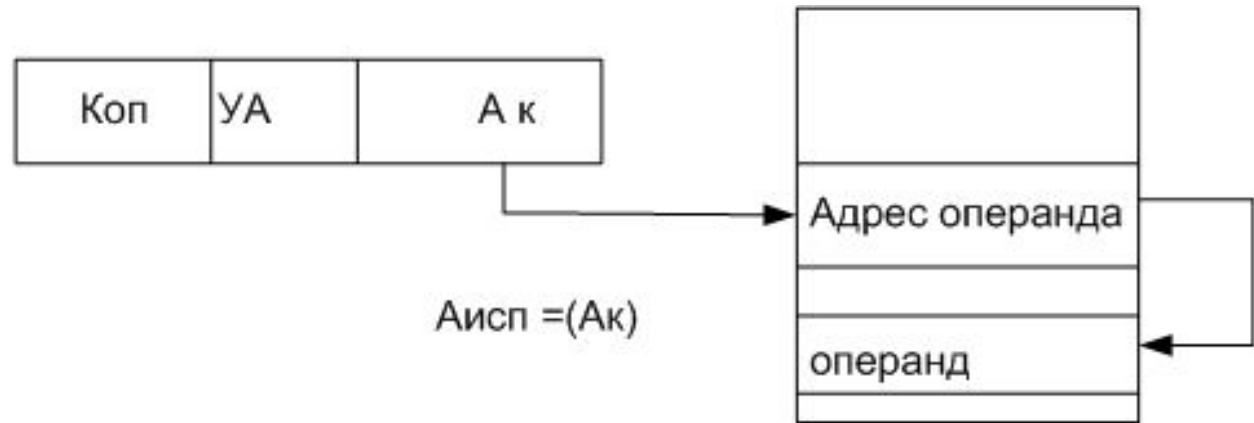 Коп УА А к
Адрес операнда
Аисп =(Ак)
операнд